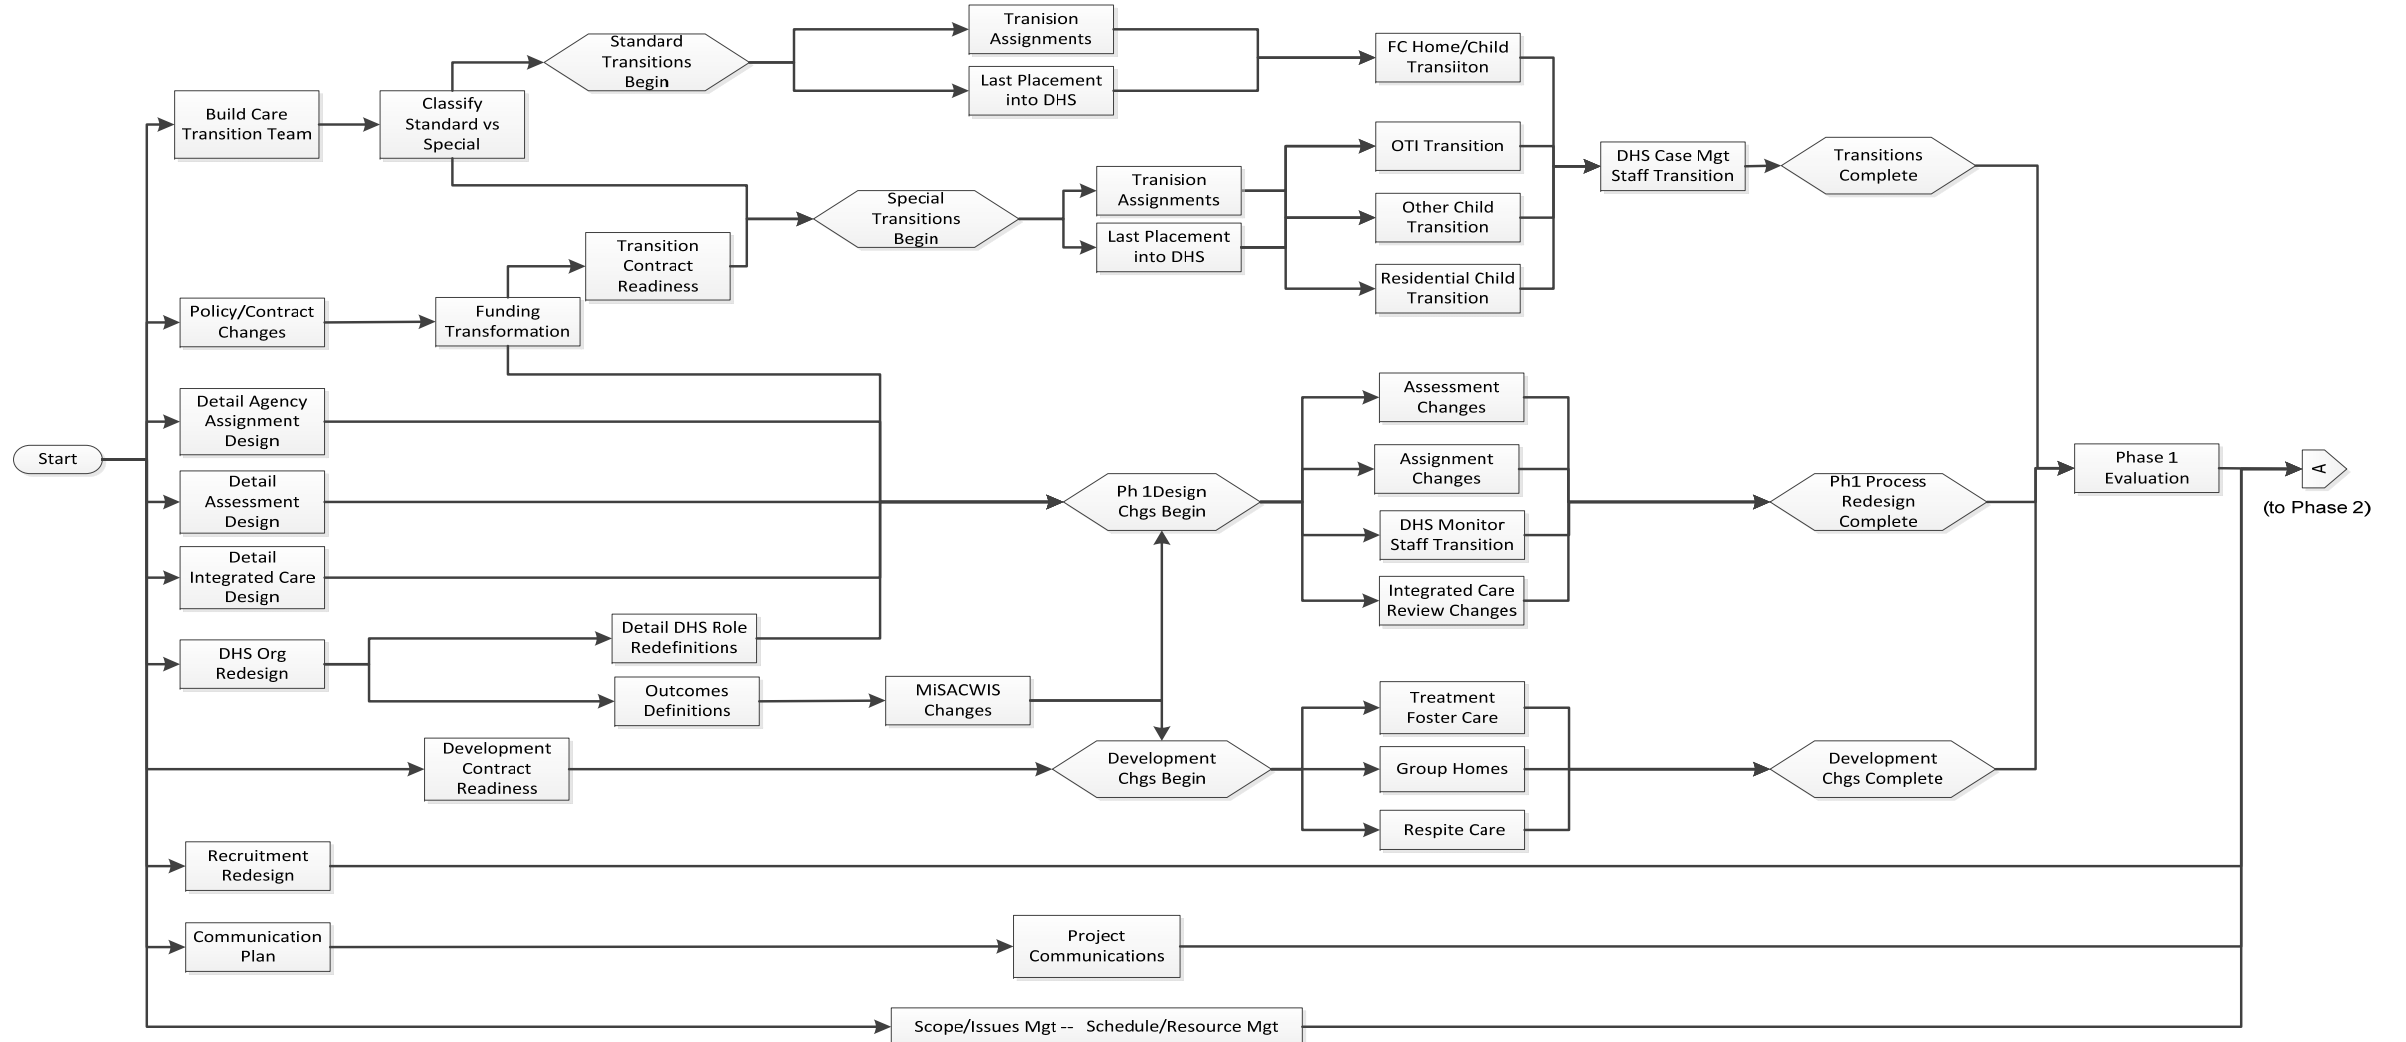 Standard
Transitions
Begin
Tranision
Assignments
Last Placement
into DHS
FC Home/Child
Transiiton
Build Care
Transition Team
Classify
Standard vs
Special
OTI Transition
DHS Case Mgt
Staff Transition
Transitions
Complete
Special
Transitions
Begin
Tranision
Assignments
Last Placement
into DHS
Other Child
Transition
Residential Child
Transition
Transition
Contract
Readiness
Policy/Contract
Changes
Funding
Transformation
Detail Agency
Assignment
Design
Start
Detail
Assessment
Design
Detail
Integrated Care
Design
Ph 1Design
Chgs Begin
Assessment
Changes
Assignment
Changes
DHS Monitor
Staff Transition
Integrated Care
Review Changes
Ph1 Process
Redesign
Complete
Phase 1
Evaluation
A
(to Phase 2)
DHS Org
Redesign
Detail DHS Role
Redefinitions
Outcomes
Definitions
MiSACWIS
Changes
Development
Contract
Readiness
Development
Chgs Begin
Treatment
Foster Care
Group Homes
Respite Care
Development
Chgs Complete
Recruitment
Redesign
Communication
Plan
Project
Communications
Scope/Issues Mgt -- Schedule/Resource Mgt